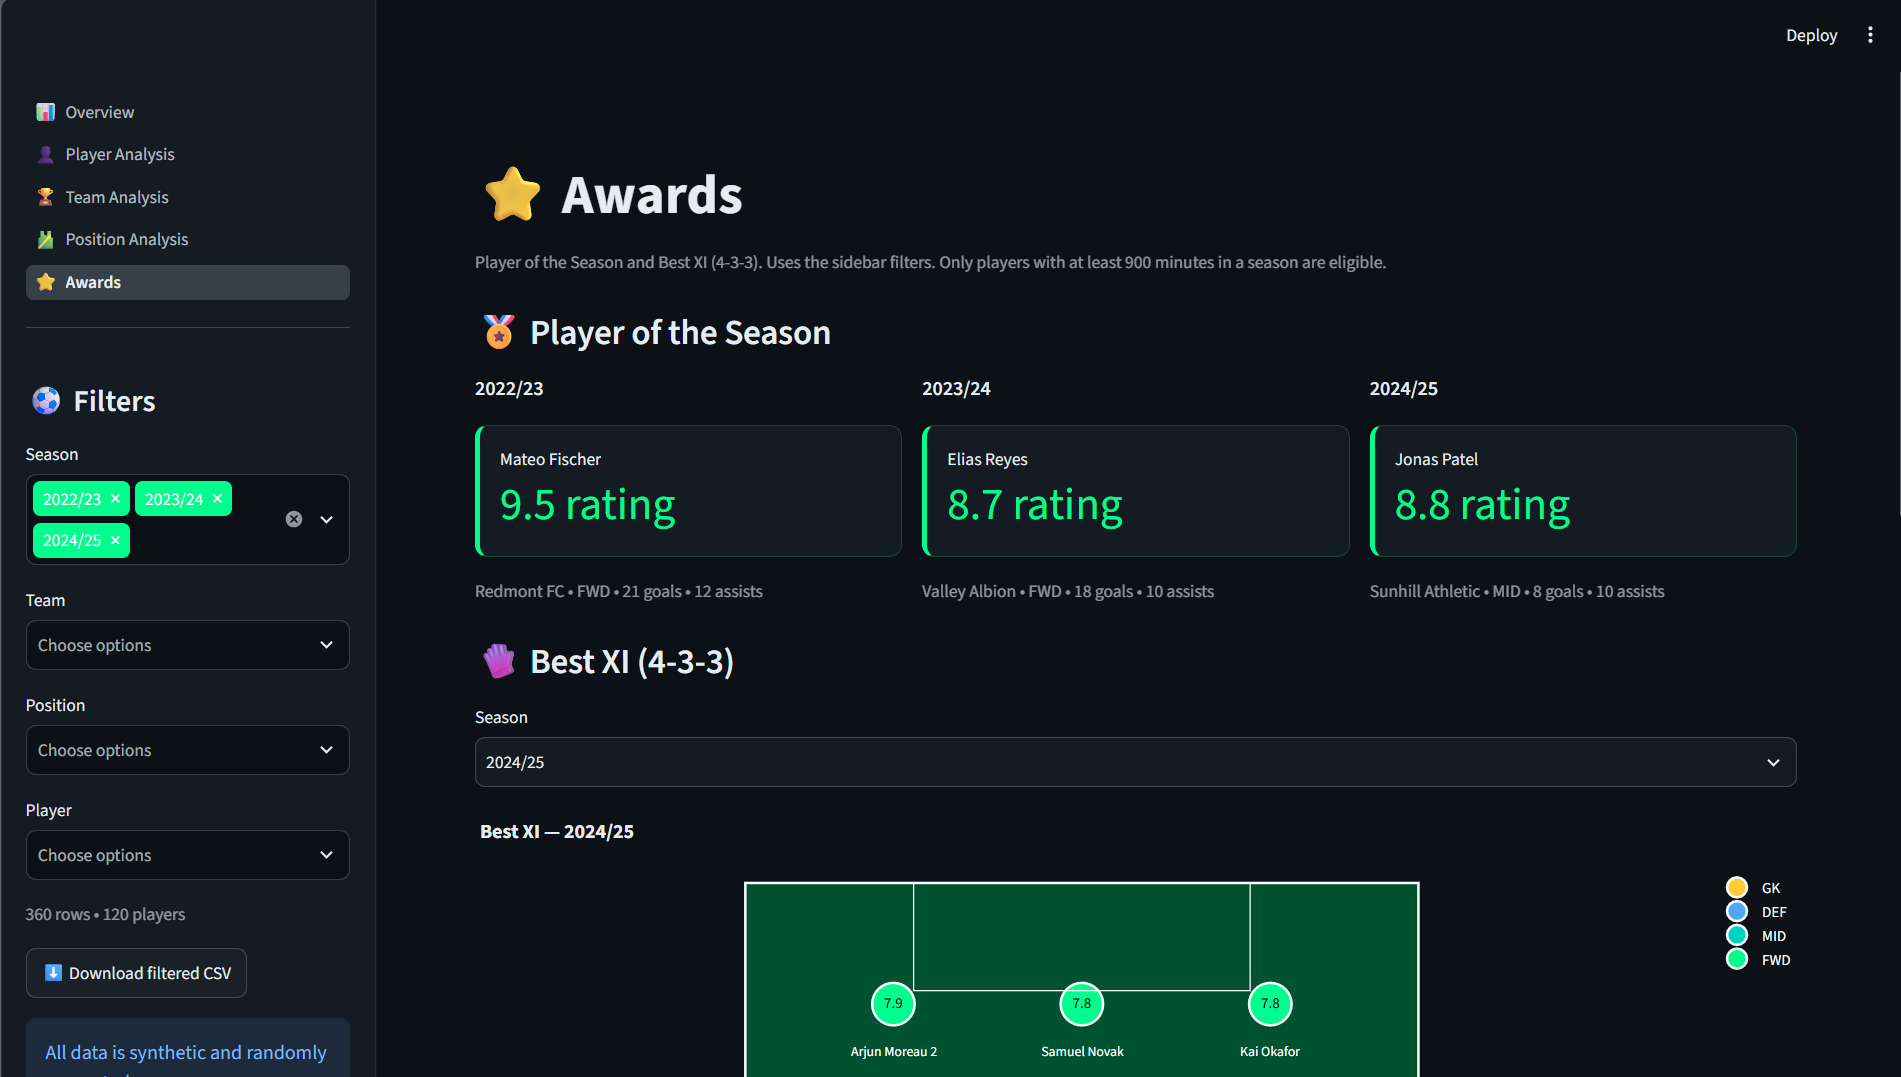 Deploy
Overview
Player Analysis
Team Analysis
Position Analysis
Awards
Filters
Season
2022/23
2023/24
2024/25
Team
Choose options
Position
Choose options
Player
Choose options
360 rows • 120 players
Download filtered CSV
All data is synthetic and randomly
Awards
Player of the Season and Best XI (4-3-3). Uses the sidebar filters. Only players with at least 900 minutes in a season are eligible.
Player of the Season
2022/23
Mateo Fischer
9.5 rating
Redmont FC • FWD • 21 goals • 12 assists
2023/24
Elias Reyes
8.7 rating
Valley Albion • FWD • 18 goals • 10 assists
2024/25
Jonas Patel
8.8 rating
Sunhill Athletic • MID • 8 goals • 10 assists
Best XI (4-3-3)
Season
2024/25
Best XI — 2024/25
GK
DEF
MID
FWD
7.9
7.8
7.8
Arjun Moreau 2
Samuel Novak
Kai Okafor